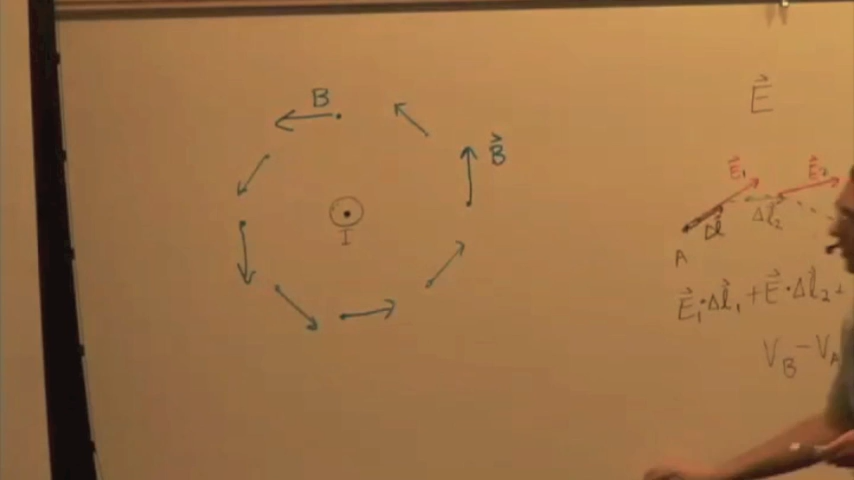 B
B⃗
I
E⃗
E⃗₁ E⃗₂
Δl⃗ Δl⃗₂
A
E⃗₁·Δl⃗₁ + E⃗·Δl⃗₂ +
V_B - V_A